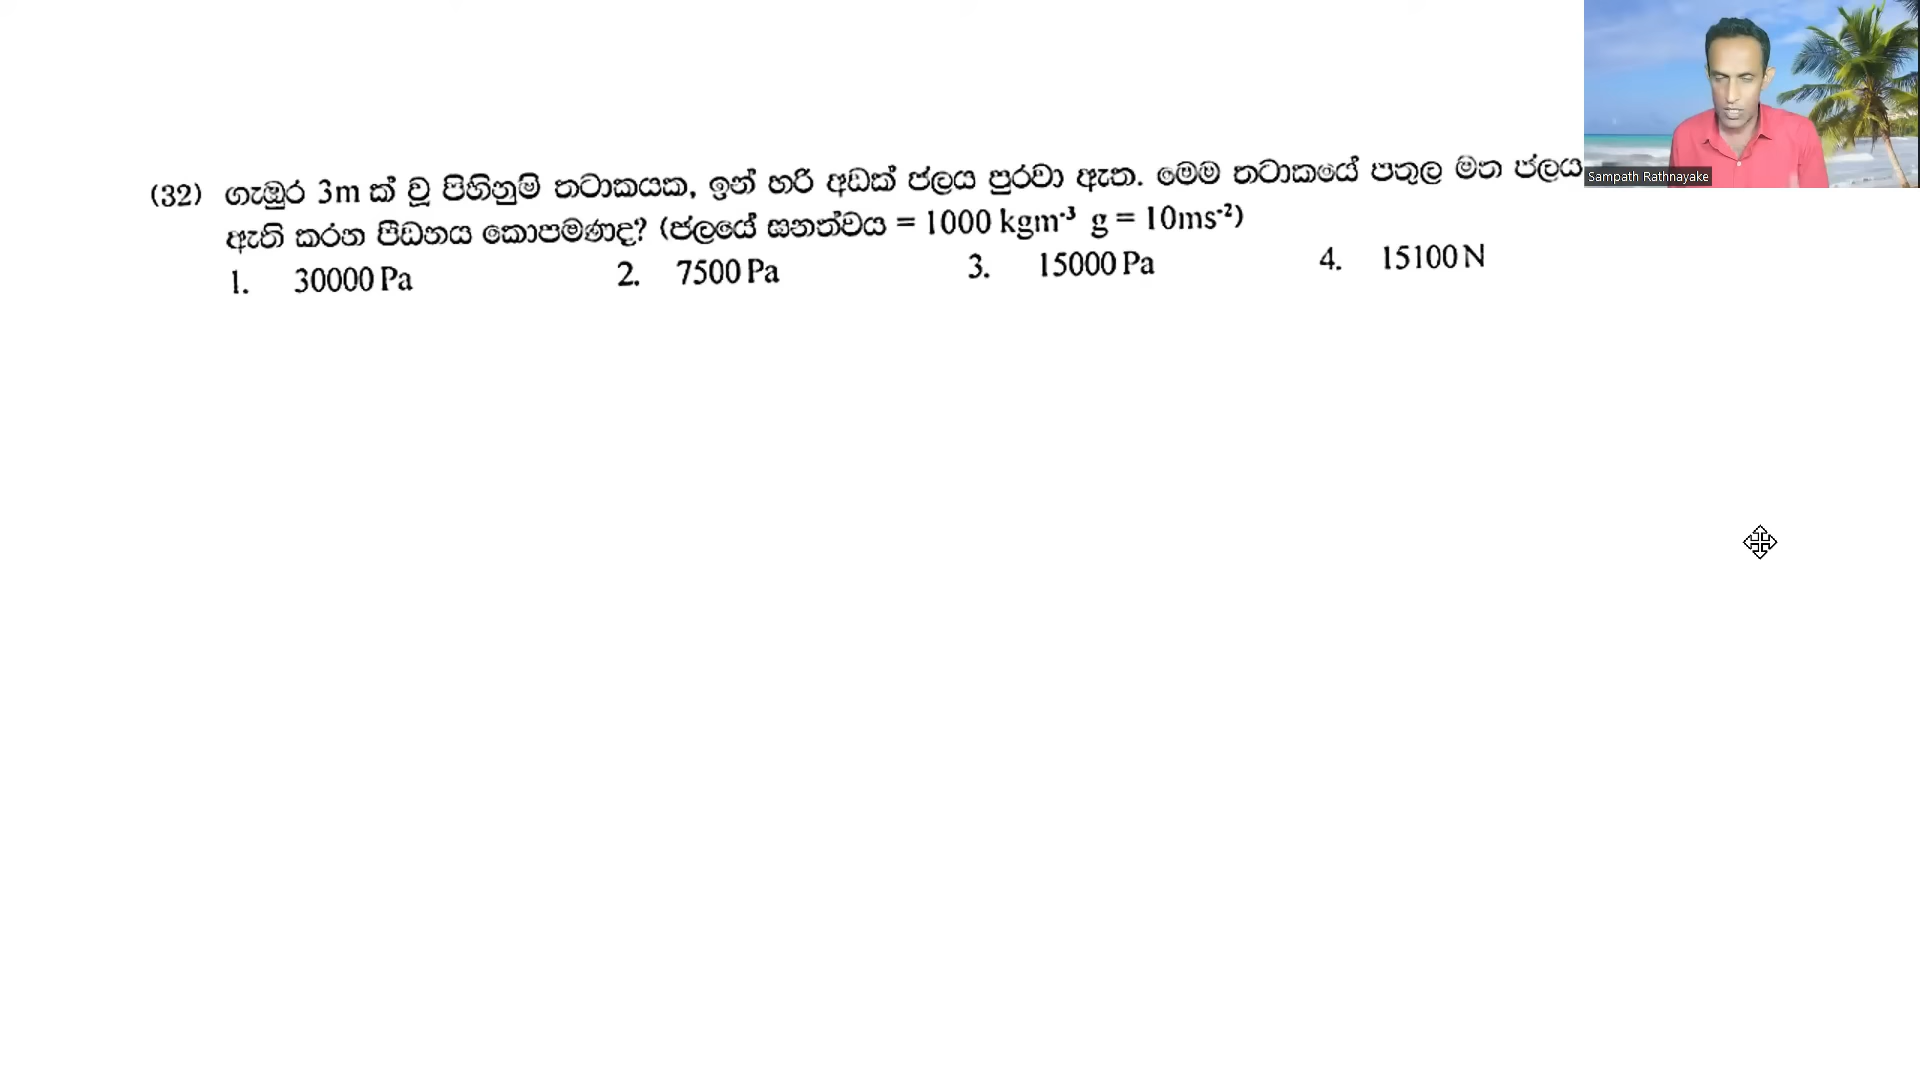 Sampath Rathnayake
(32) ගැඹුර 3m ක් වූ පිහිනුම් තටාකයක, ඉන් හරි අඩක් ජලය පුරවා ඇත. මෙම තටාකයේ පතුල මත ජලය
ඇති කරන පීඩනය කොපමණද? (ජලයේ ඝනත්වය = 1000 kgm⁻³ g = 10ms⁻²)
1. 30000 Pa 2. 7500 Pa 3. 15000 Pa 4. 15100 N